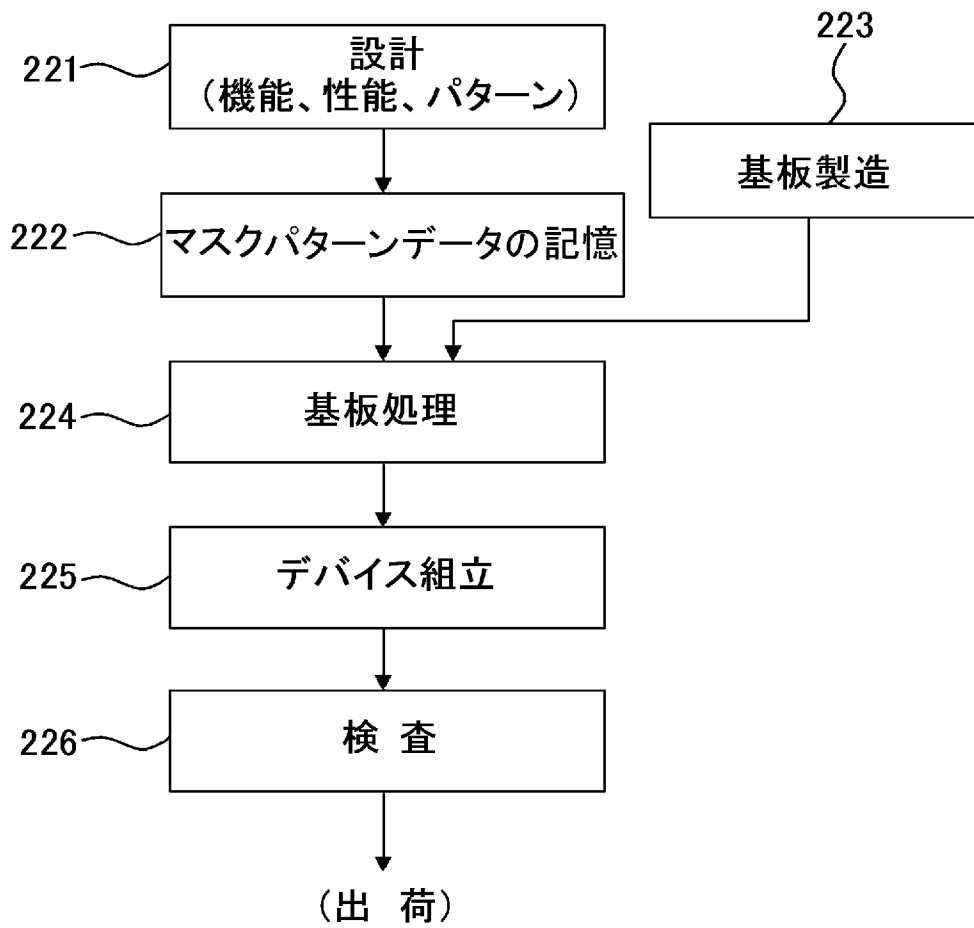 221
設計
（機能、性能、パターン）
223
基板製造
222
マスクパターンデータの記憶
224
基板処理
225
デバイス組立
226
検 査
（出 荷）